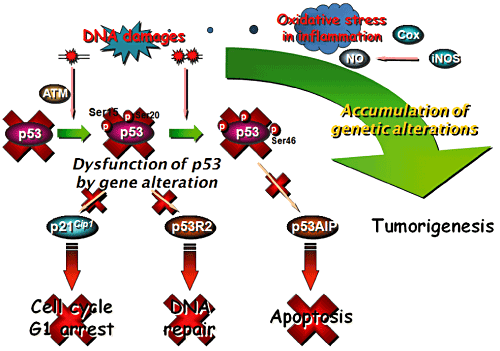 DNA damages
Oxidative stress
in inflammation
Cox
NO
iNOS
ATM
Ser15
Ser20
p53
p
p
p53
p
p
p
p53
Ser46
Accumulation of
genetic alterations
Dysfunction of p53
by gene alteration
p21Cip1
p53R2
p53AIP
Tumorigenesis
Cell cycle
G1 arrest
DNA
repair
Apoptosis